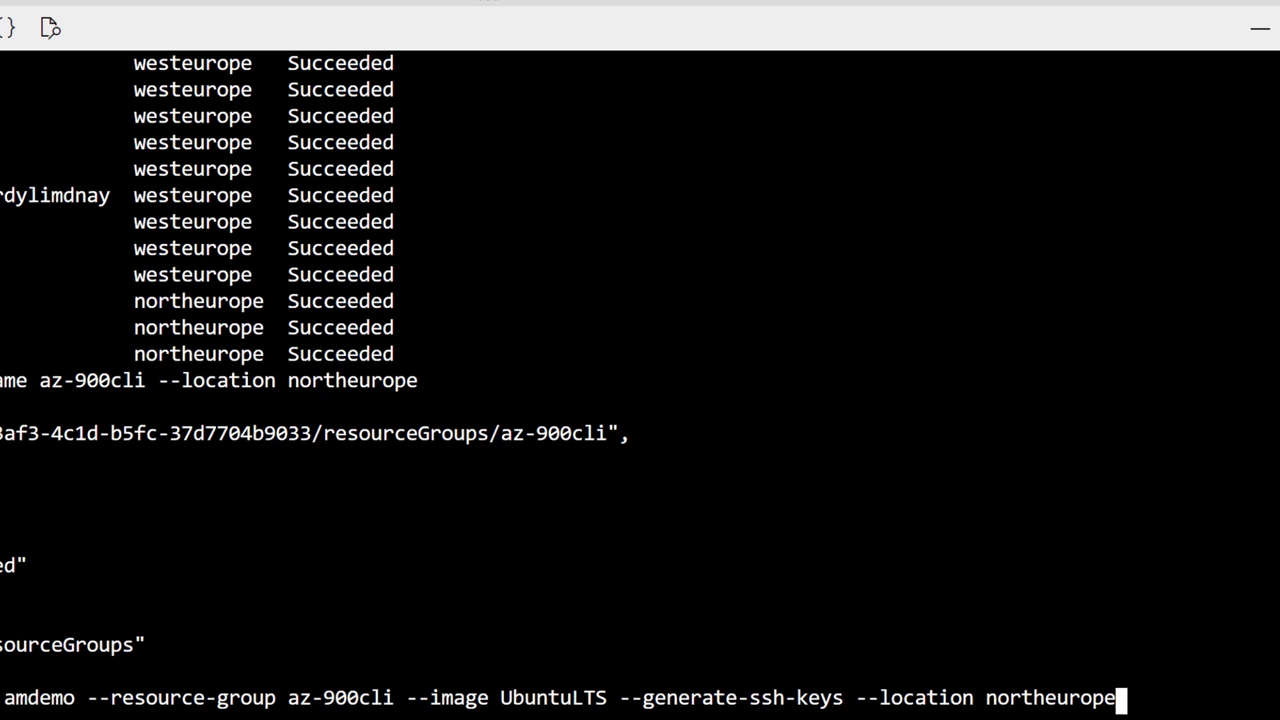 {}
westeurope Succeeded
westeurope Succeeded
westeurope Succeeded
westeurope Succeeded
westeurope Succeeded
rdylimdnay westeurope Succeeded
westeurope Succeeded
westeurope Succeeded
westeurope Succeeded
northeurope Succeeded
northeurope Succeeded
northeurope Succeeded
ame az-900cli --location northeurope
3af3-4c1d-b5fc-37d7704b9033/resourceGroups/az-900cli",
ed"
sourceGroups"
amdemo --resource-group az-900cli --image UbuntuLTS --generate-ssh-keys --location northeurope